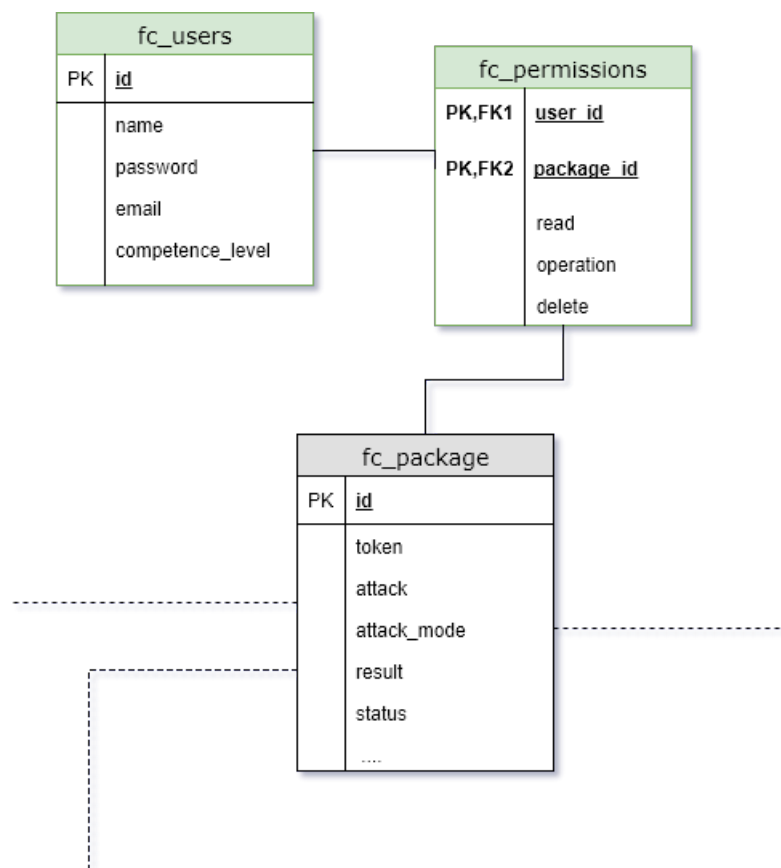 fc_users
PK id
name
password
email
competence_level
fc_permissions
PK,FK1 user_id
PK,FK2 package_id
read
operation
delete
fc_package
PK id
token
attack
attack_mode
result
status
....